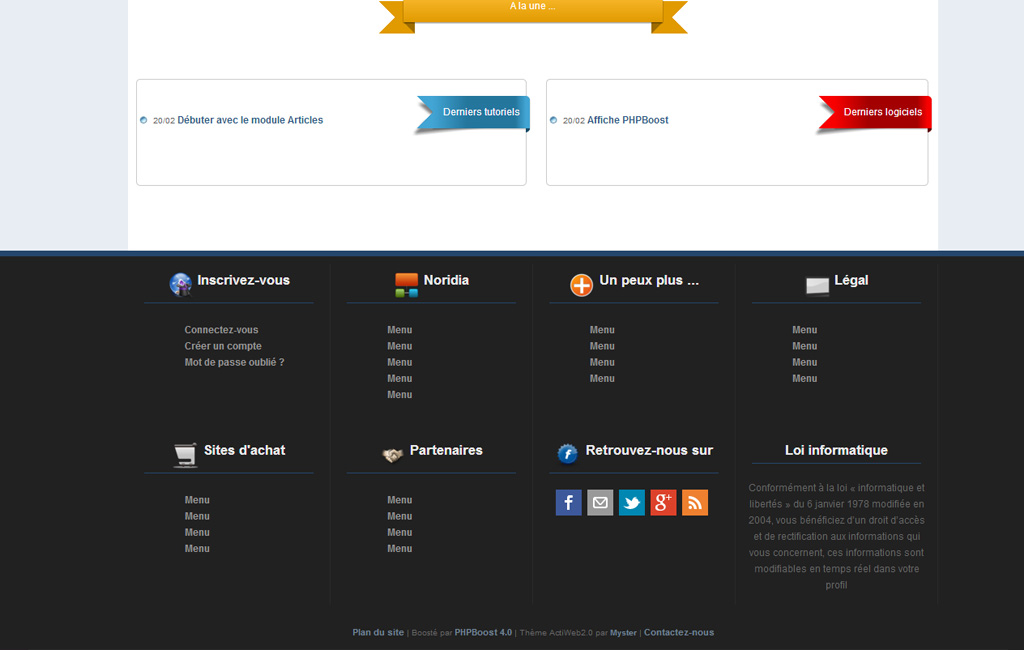 A la une ...
Derniers tutoriels
20/02 Débuter avec le module Articles
Derniers logiciels
20/02 Affiche PHPBoost
Inscrivez-vous
Connectez-vous
Créer un compte
Mot de passe oublié ?
Noridia
Menu
Menu
Menu
Menu
Menu
Un peux plus ...
Menu
Menu
Menu
Menu
Légal
Menu
Menu
Menu
Menu
Sites d'achat
Menu
Menu
Menu
Menu
Partenaires
Menu
Menu
Menu
Menu
Retrouvez-nous sur
f
f
g+
Loi informatique
Conformément à la loi « informatique et
libertés » du 6 janvier 1978 modifiée en
2004, vous bénéficiez d'un droit d'accès
et de rectification aux informations qui
vous concernent, ces informations sont
modifiables en temps réel dans votre
profil
Plan du site | Boosté par PHPBoost 4.0 | Thème ActiWeb2.0 par Myster | Contactez-nous